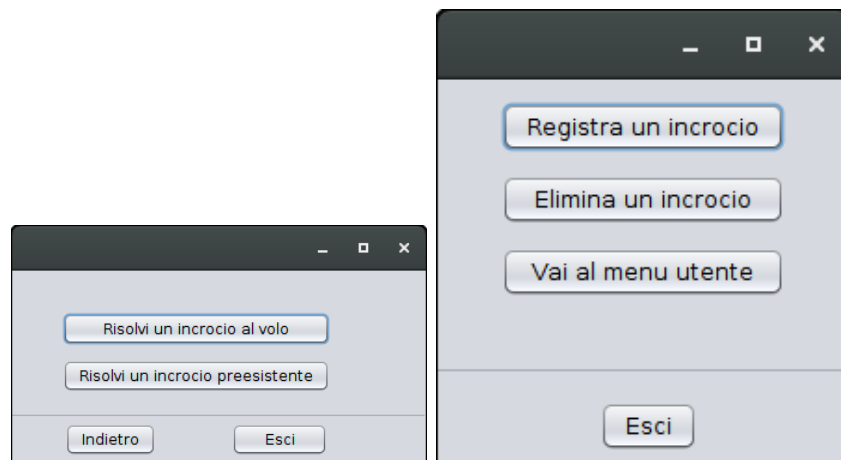 Risolvi un incrocio al volo
Risolvi un incrocio preesistente
Indietro Esci
Registra un incrocio
Elimina un incrocio
Vai al menu utente
Esci